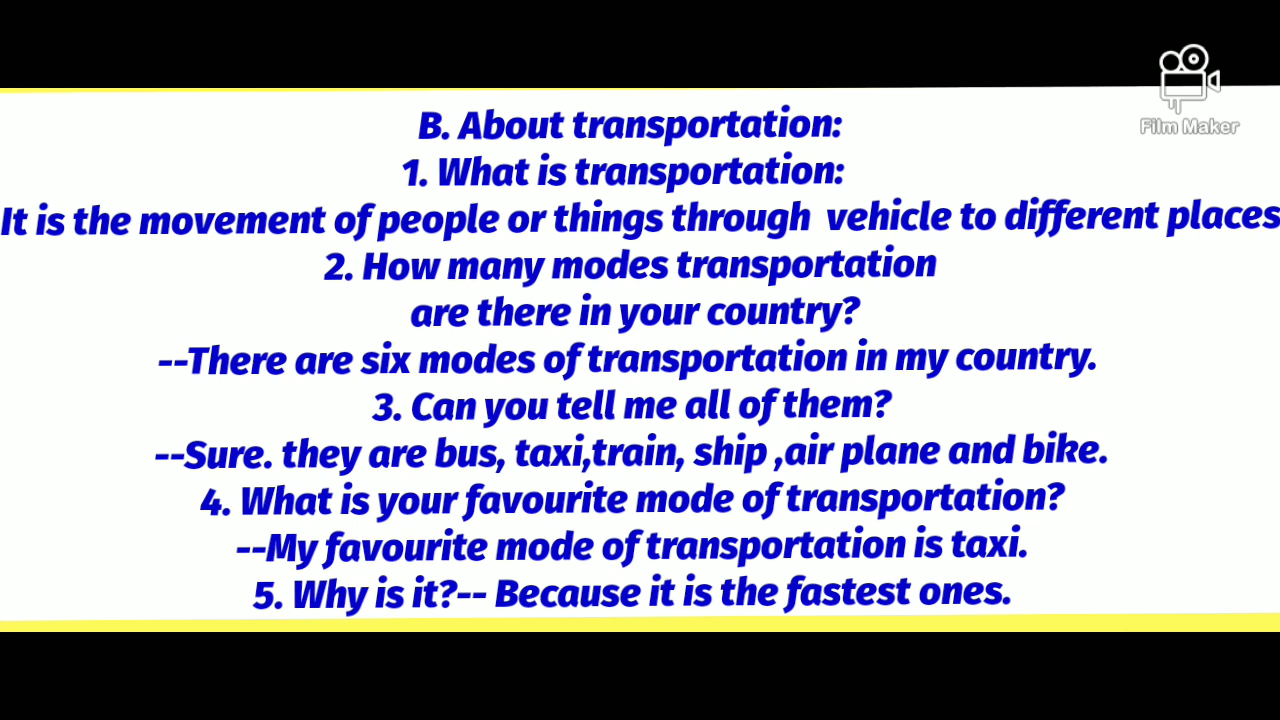 Film Maker
B. About transportation:
1. What is transportation:
It is the movement of people or things through vehicle to different places
2. How many modes transportation
are there in your country?
--There are six modes of transportation in my country.
3. Can you tell me all of them?
--Sure. they are bus, taxi,train, ship ,air plane and bike.
4. What is your favourite mode of transportation?
--My favourite mode of transportation is taxi.
5. Why is it?-- Because it is the fastest ones.